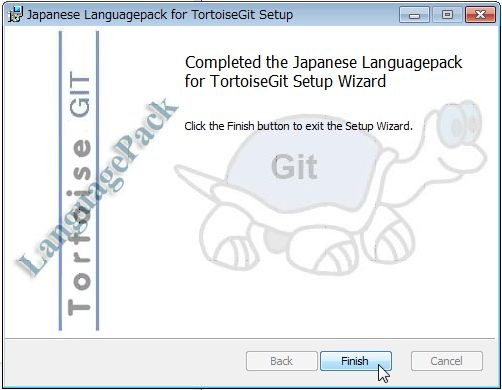 Japanese Languagepack for TortoiseGit Setup
Completed the Japanese Languagepack
for TortoiseGit Setup Wizard
Click the Finish button to exit the Setup Wizard.
Tortoise GIT
LanguagePack
Git
Back
Finish
Cancel